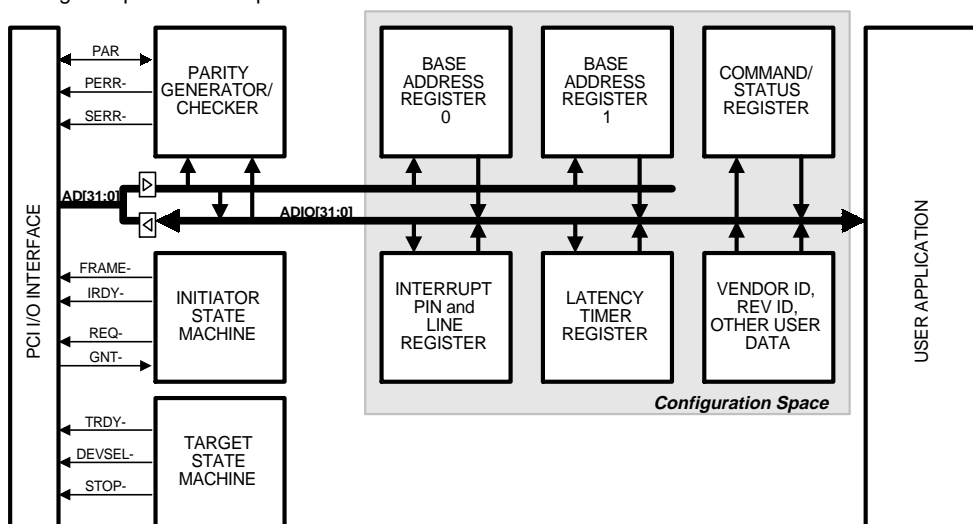 PCI I/O INTERFACE
PAR
PERR-
SERR-
PARITY
GENERATOR/
CHECKER
BASE
ADDRESS
REGISTER
0
BASE
ADDRESS
REGISTER
1
COMMAND/
STATUS
REGISTER
AD[31:0]
ADIO[31:0]
FRAME-
IRDY-
REQ-
GNT-
INITIATOR
STATE
MACHINE
INTERRUPT
PIN and
LINE
REGISTER
LATENCY
TIMER
REGISTER
VENDOR ID,
REV ID,
OTHER USER
DATA
Configuration Space
TRDY-
DEVSEL-
STOP-
TARGET
STATE
MACHINE
USER APPLICATION